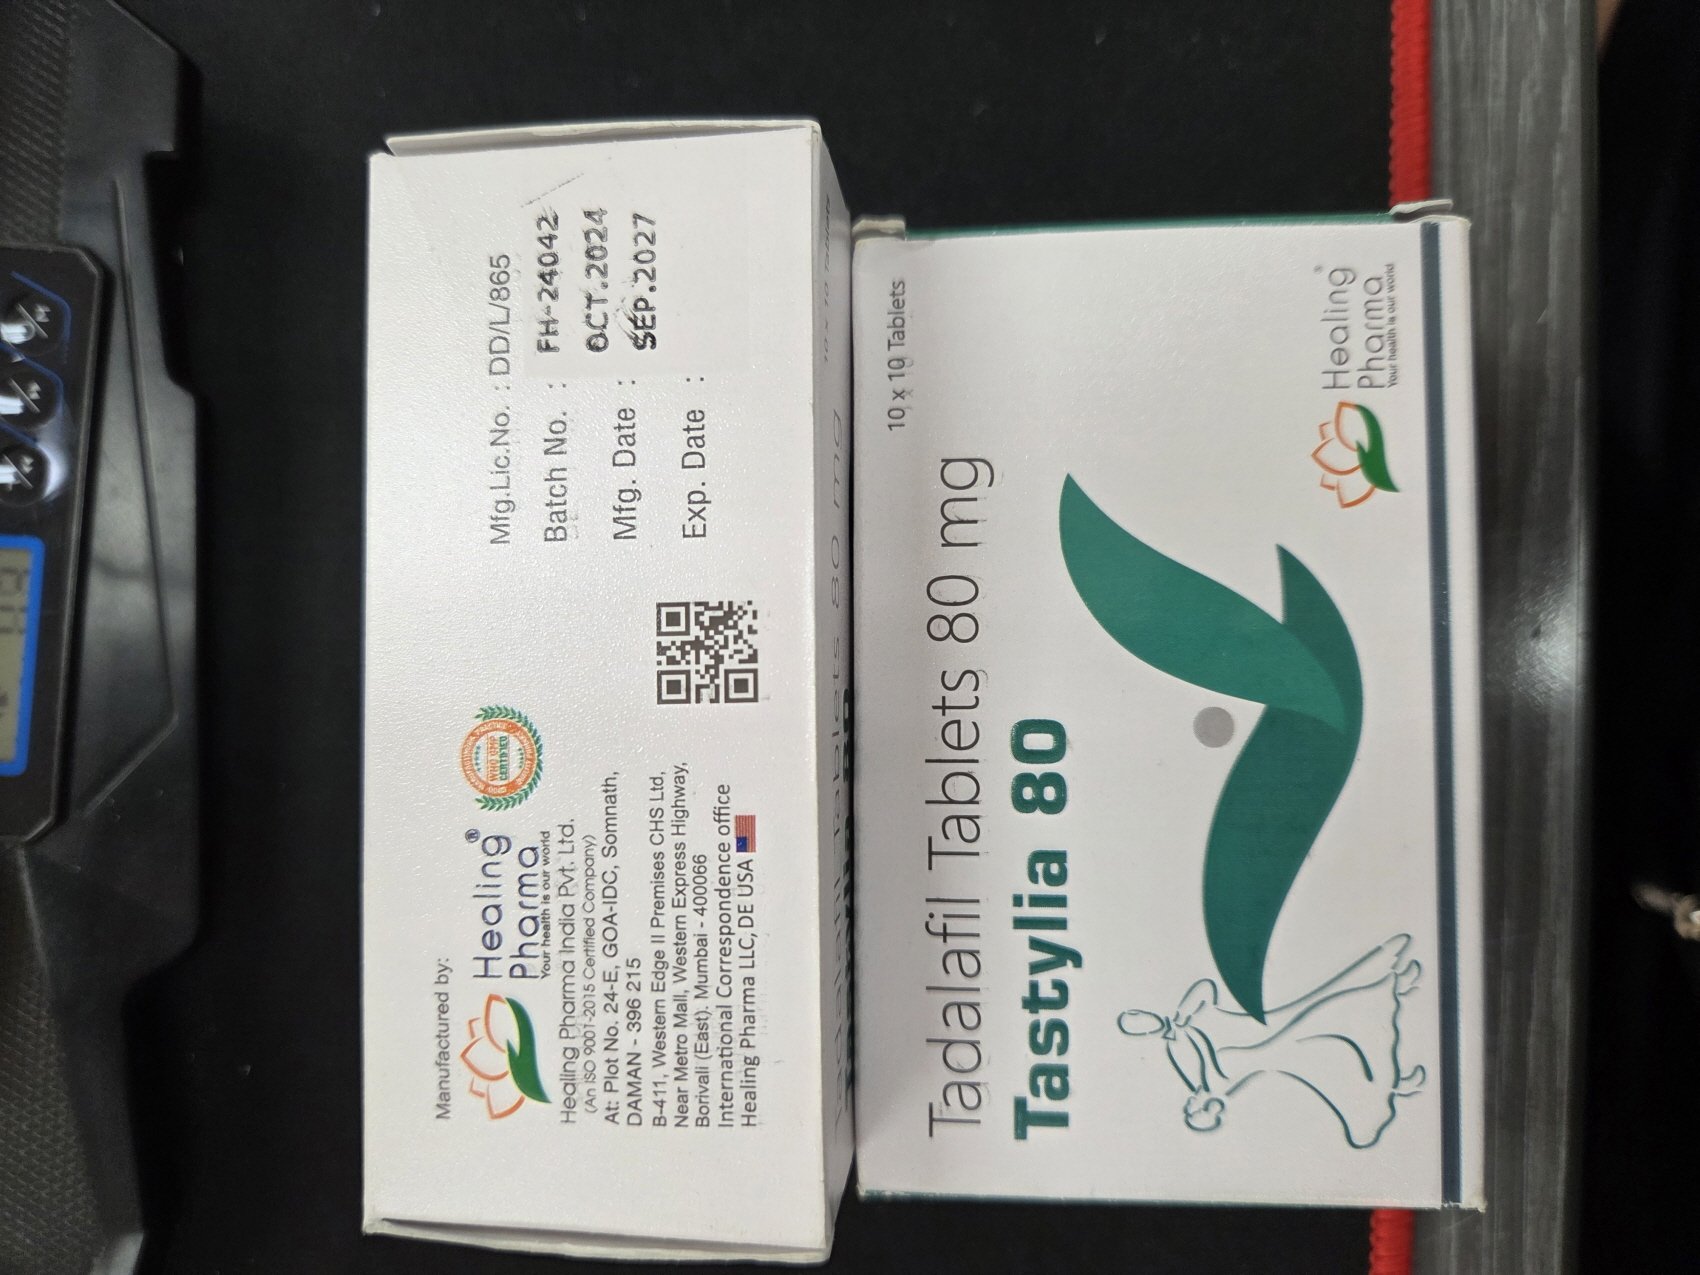 Manufactured by:
Healing®
Pharma
Your health is our world
WHO GMP
CERTIFIED
Healing Pharma India Pvt. Ltd.
(An ISO 9001-2015 Certified Company)
At: Plot No. 24-E, GOA-IDC, Somnath,
DAMAN - 396 215
B-411, Western Edge II Premises CHS Ltd,
Near Metro Mall, Western Express Highway,
Borivali (East). Mumbai - 400066
International Correspondence office
Healing Pharma LLC, DE USA
Mfg.Lic.No. : DD/L/865
Batch No. : FH-24042
Mfg. Date : OCT.2024
Exp. Date : SEP.2027
10 x 10 Tablets
Tadalafil Tablets 80 mg
Tastylia 80
Healing®
Pharma
Your health is our world